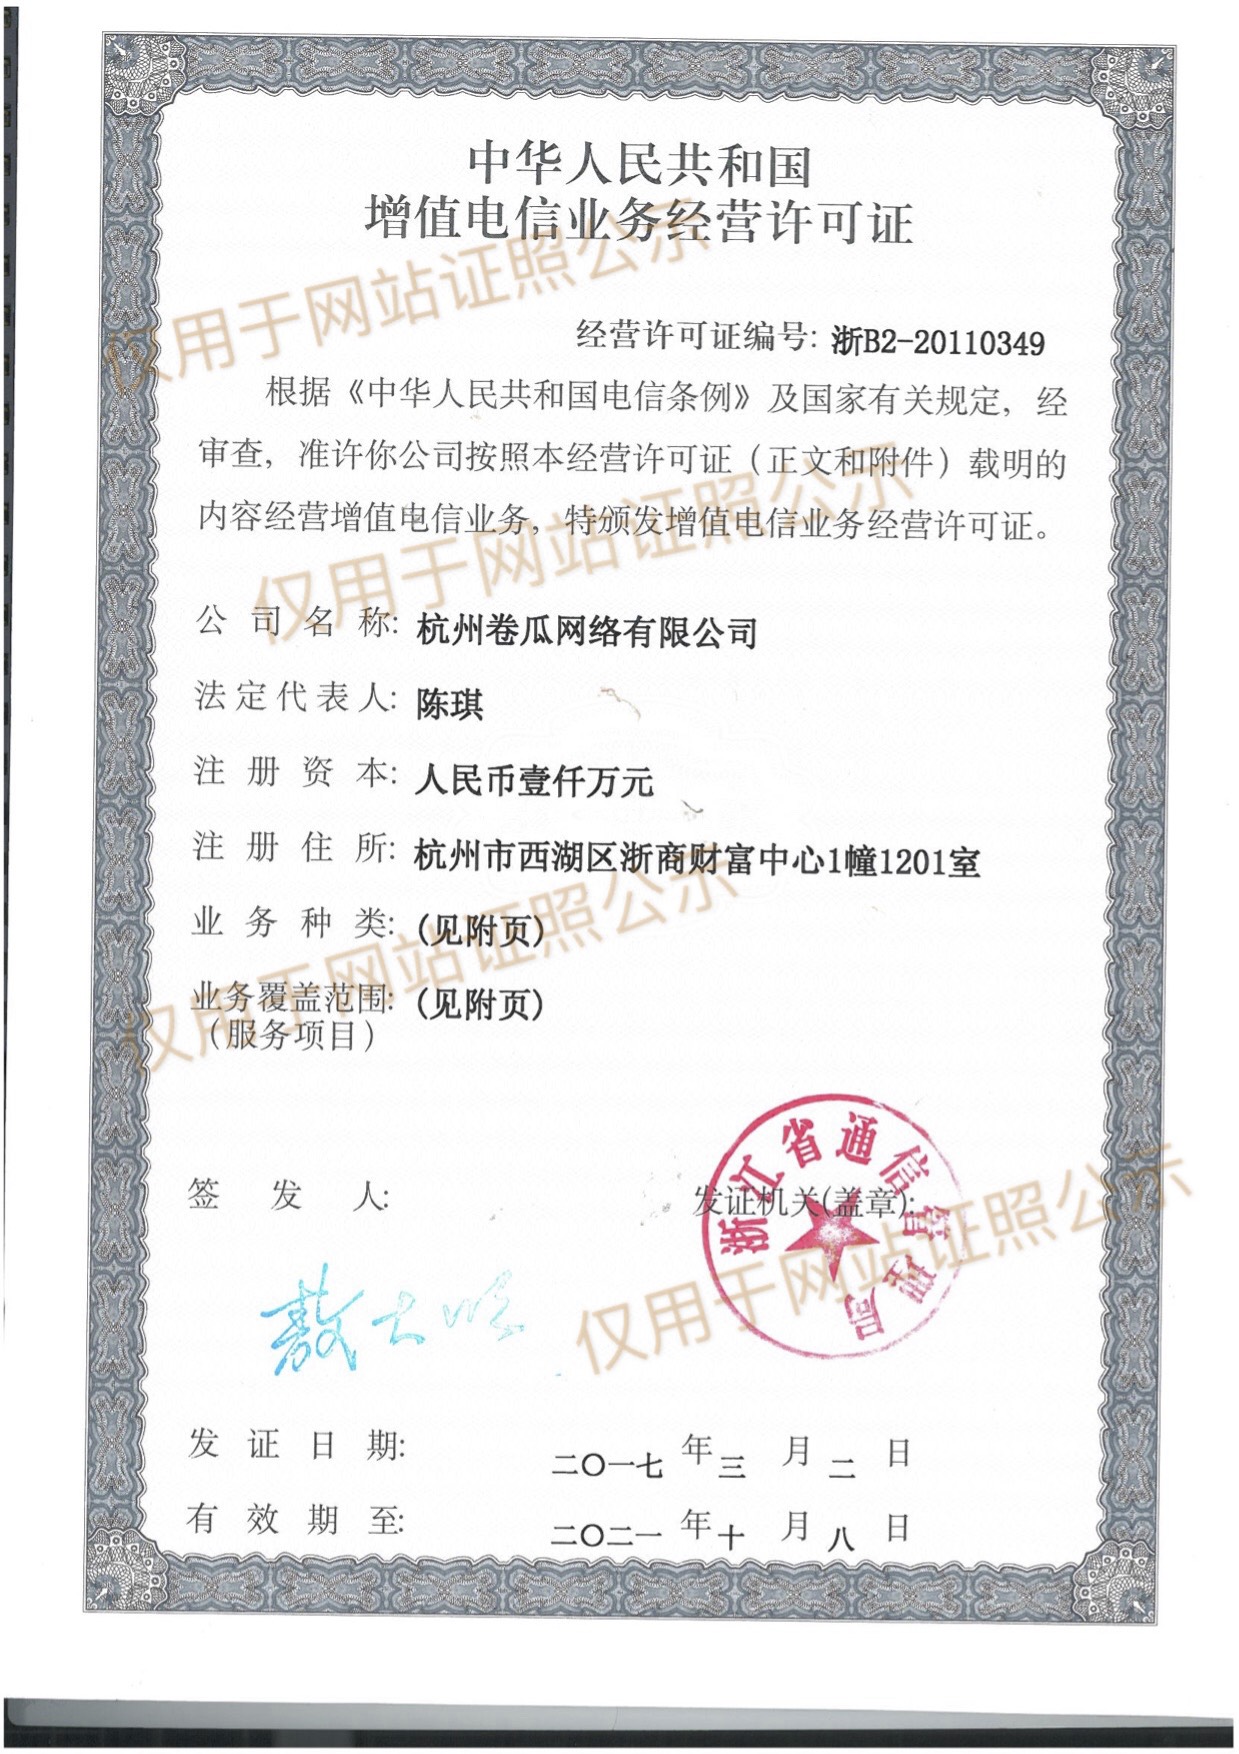 中华人民共和国
增值电信业务经营许可证
经营许可证编号: 浙B2-20110349
根据《中华人民共和国电信条例》及国家有关规定，经
审查，准许你公司按照本经营许可证（正文和附件）载明的
内容经营增值电信业务，特颁发增值电信业务经营许可证。
公司名称: 杭州卷瓜网络有限公司
法定代表人: 陈琪
注册资本: 人民币壹仟万元
注册住所: 杭州市西湖区浙商财富中心1幢1201室
业务种类: (见附页)
业务覆盖范围: (见附页)
（服务项目）
签发人:
发证机关(盖章):
浙江省通信管理局
发证日期: 二〇一七年三月二日
有效期至: 二〇二一年十月八日
仅用于网站证照公示
仅用于网站证照公示
仅用于网站证照公示
仅用于网站证照公示